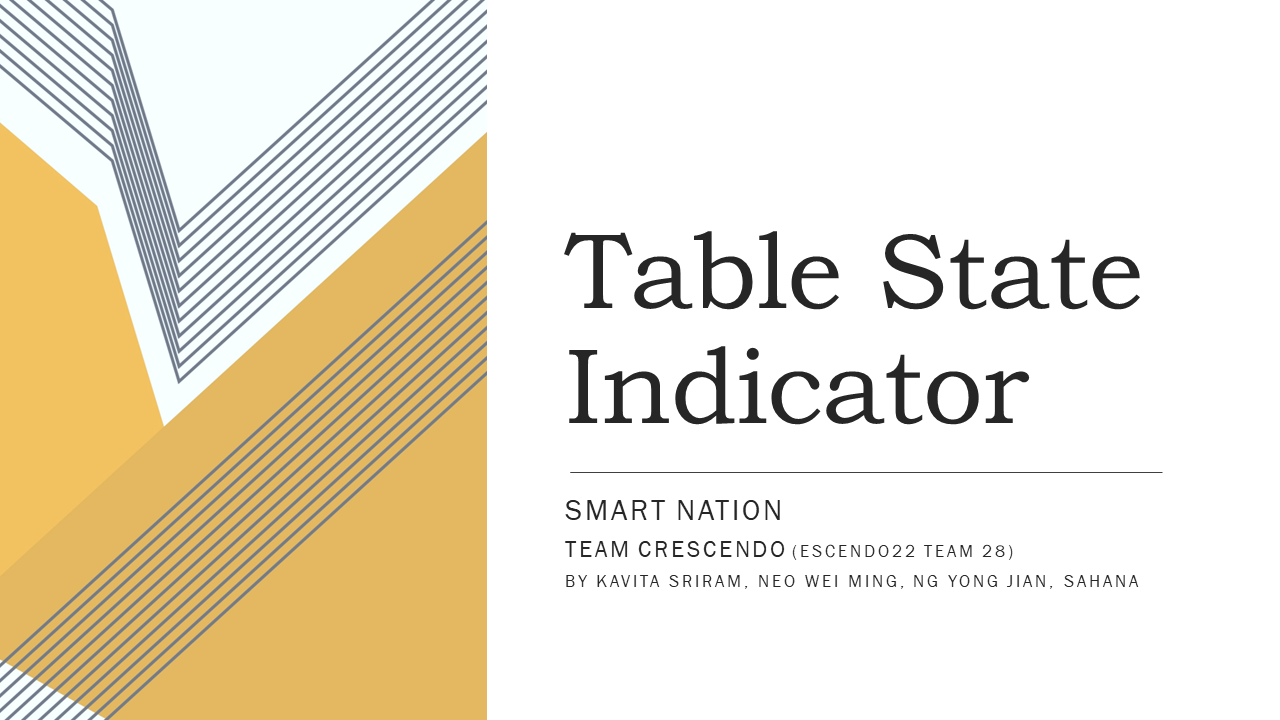 Table State
Indicator
SMART NATION
TEAM CRESCENDO (ESCENDO22 TEAM 28)
BY KAVITA SRIRAM, NEO WEI MING, NG YONG JIAN, SAHANA